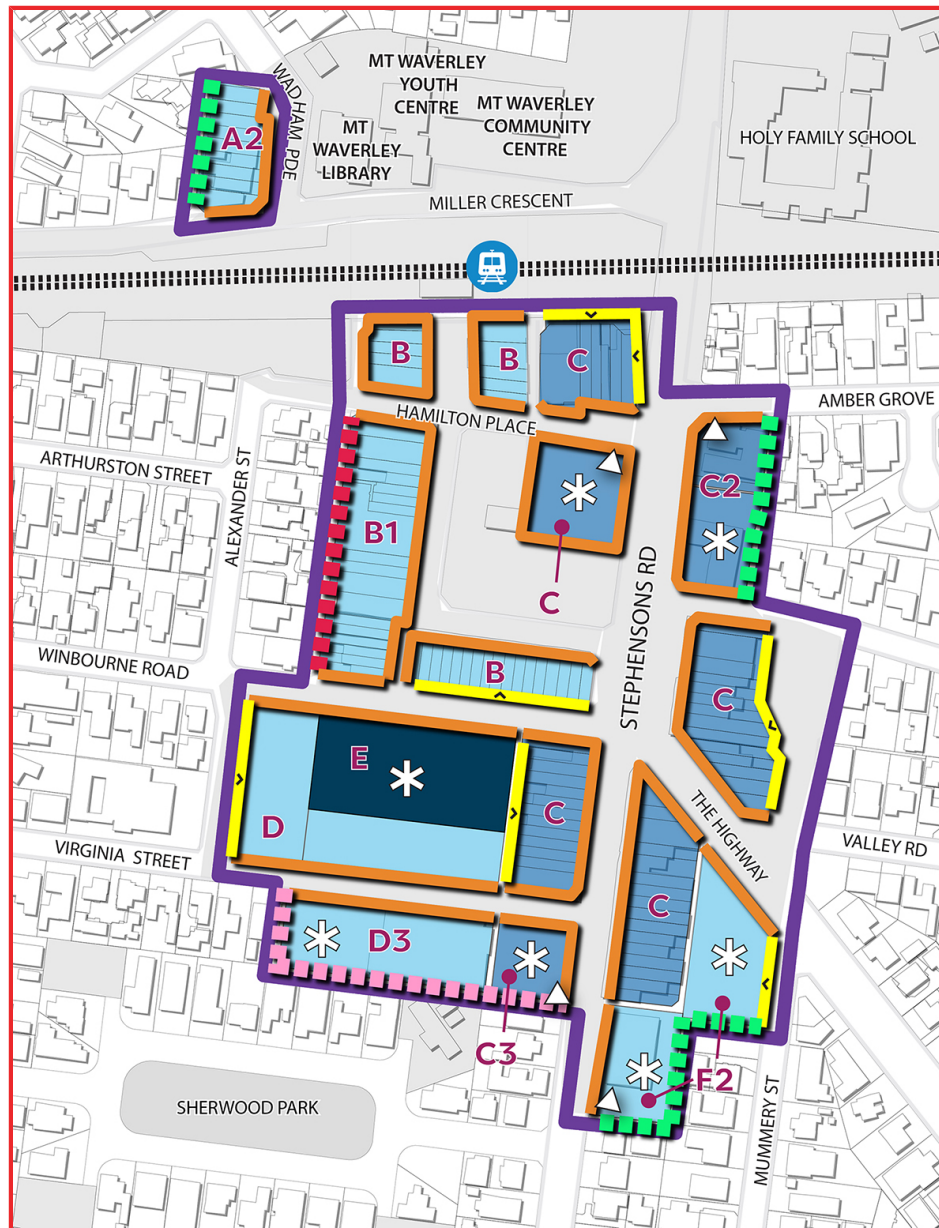 MT WAVERLEY
YOUTH
CENTRE
MT WAVERLEY
COMMUNITY
CENTRE
WADHAM PDE
A2
MT
WAVERLEY
LIBRARY
HOLY FAMILY SCHOOL
MILLER CRESCENT
B
B
C
AMBER GROVE
HAMILTON PLACE
ARTHURSTON STREET
ALEXANDER ST
C2
B1
C
STEPHENSONS RD
WINBOURNE ROAD
B
C
E
D
C
THE HIGHWAY
VIRGINIA STREET
VALLEY RD
C
D3
C3
F2
SHERWOOD PARK
MUMMERY ST